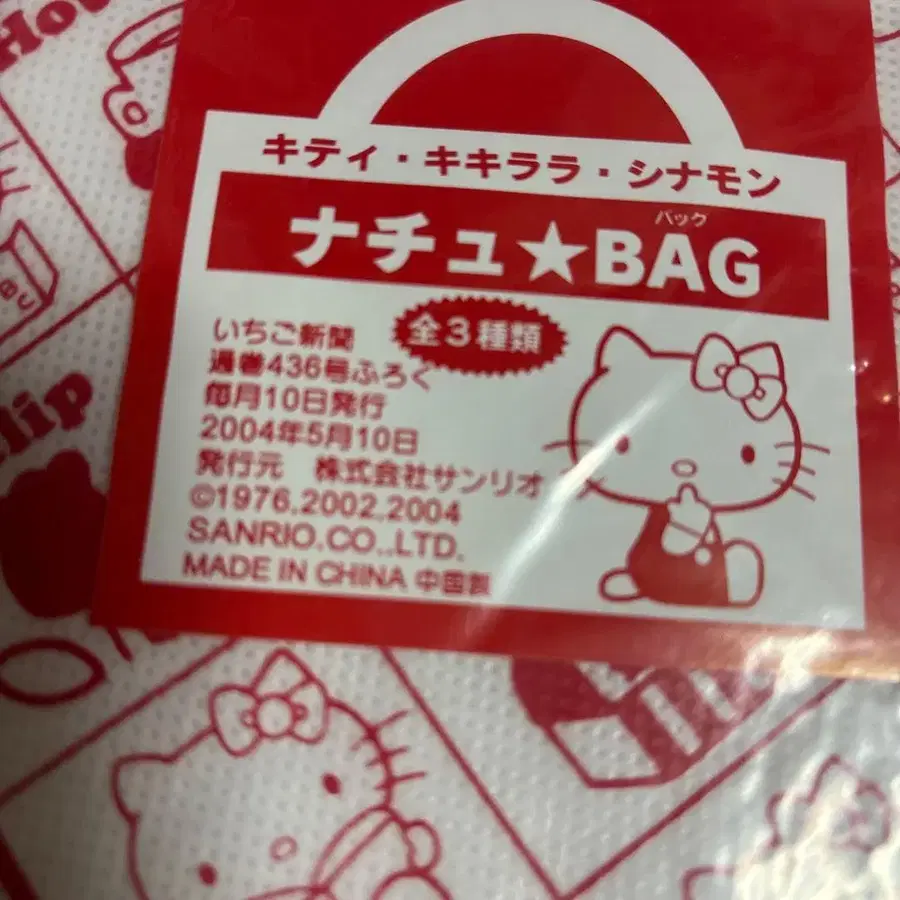 How
キティ・キキララ・シナモン
バッグ
ナチュ★BAG
全3種類
いちご新聞
通巻436号ふろく
毎月10日発行
2004年5月10日
発行元 株式会社サンリオ
©1976,2002,2004
SANRIO.CO.,LTD.
MADE IN CHINA 中国製
lip